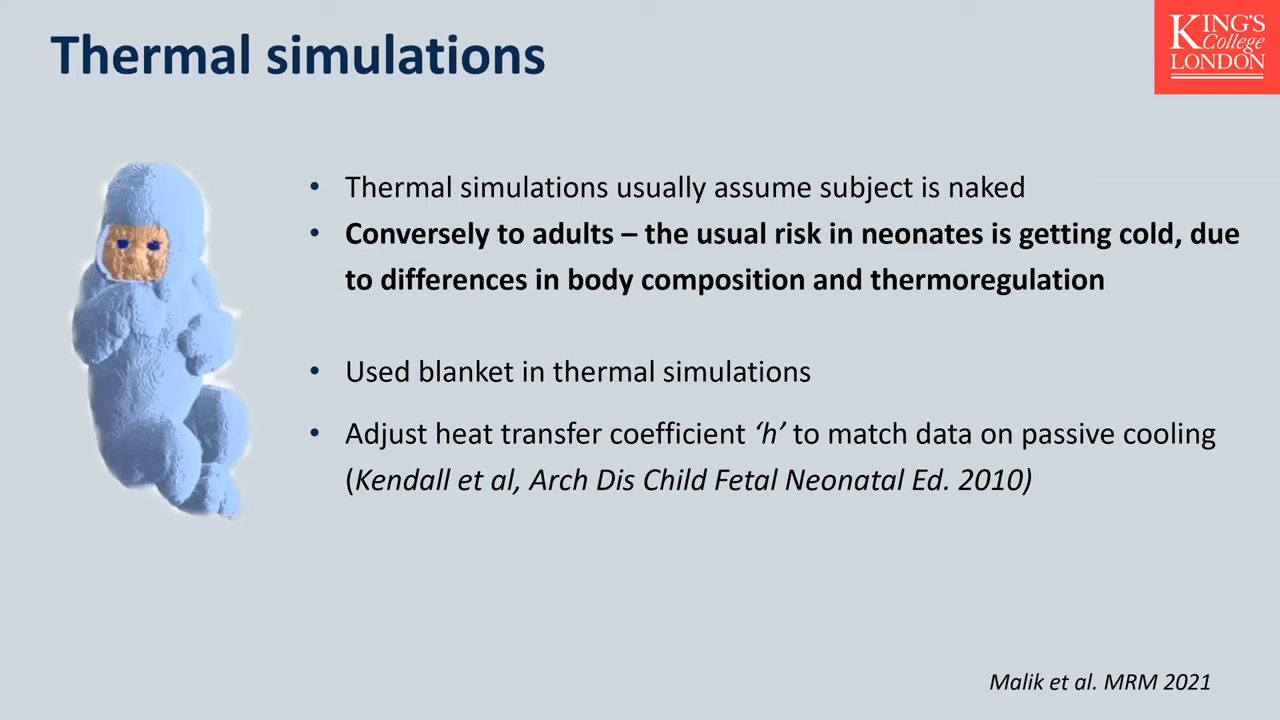 Thermal simulations
KING'S
College
LONDON
• Thermal simulations usually assume subject is naked
• Conversely to adults – the usual risk in neonates is getting cold, due
to differences in body composition and thermoregulation
• Used blanket in thermal simulations
• Adjust heat transfer coefficient ‘h’ to match data on passive cooling
(Kendall et al, Arch Dis Child Fetal Neonatal Ed. 2010)
Malik et al. MRM 2021